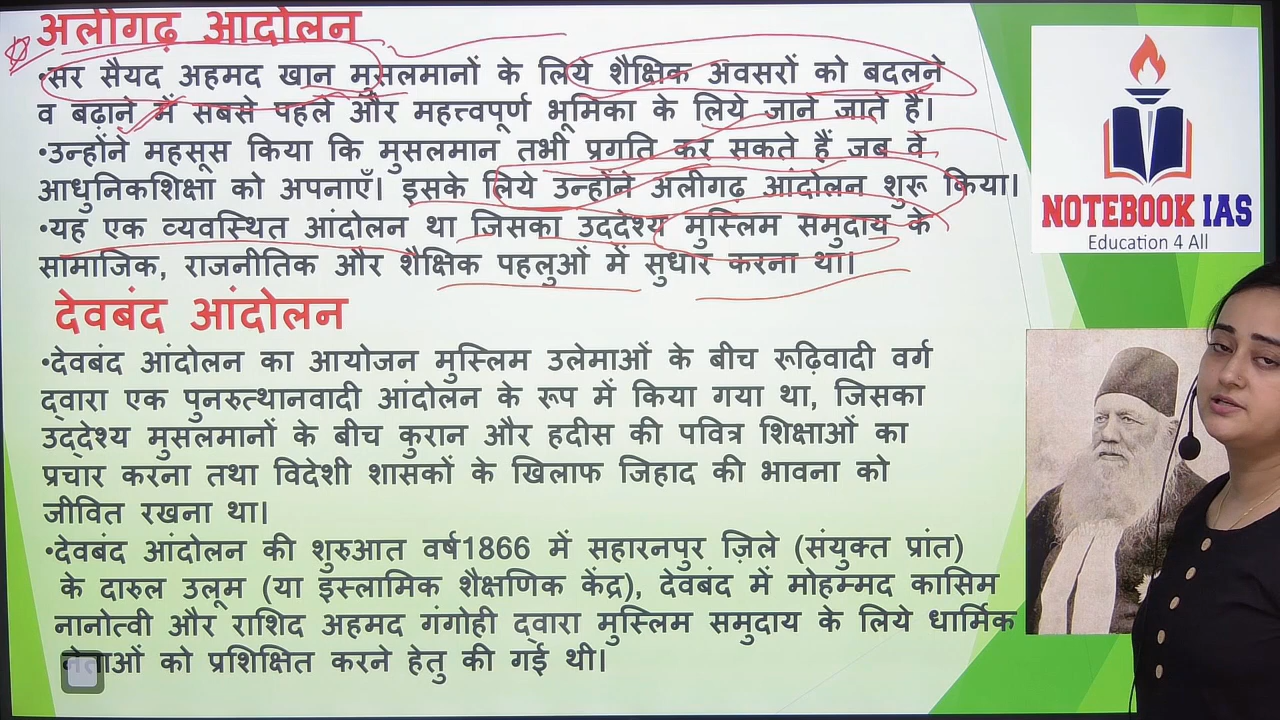 अलीगढ़ आदोलन
•सर सैयद अहमद खान मुसलमानों के लिये शैक्षिक अवसरों को बदलने
व बढ़ाने में सबसे पहले और महत्त्वपूर्ण भूमिका के लिये जाने जाते हैं।
•उन्होंने महसूस किया कि मुसलमान तभी प्रगति कर सकते हैं जब वे
आधुनिकशिक्षा को अपनाएँ। इसके लिये उन्होंने अलीगढ़ आंदोलन शुरू किया।
•यह एक व्यवस्थित आंदोलन था जिसका उद्देश्य मुस्लिम समुदाय के
सामाजिक, राजनीतिक और शैक्षिक पहलुओं में सुधार करना था।
देवबंद आंदोलन
•देवबंद आंदोलन का आयोजन मुस्लिम उलेमाओं के बीच रूढ़िवादी वर्ग
द्वारा एक पुनरुत्थानवादी आंदोलन के रूप में किया गया था, जिसका
उद्देश्य मुसलमानों के बीच कुरान और हदीस की पवित्र शिक्षाओं का
प्रचार करना तथा विदेशी शासकों के खिलाफ जिहाद की भावना को
जीवित रखना था।
•देवबंद आंदोलन की शुरुआत वर्ष1866 में सहारनपुर ज़िले (संयुक्त प्रांत)
के दारुल उलूम (या इस्लामिक शैक्षणिक केंद्र), देवबंद में मोहम्मद कासिम
नानोत्वी और राशिद अहमद गंगोही द्वारा मुस्लिम समुदाय के लिये धार्मिक
नेताओं को प्रशिक्षित करने हेतु की गई थी।
NOTEBOOK IAS
Education 4 All